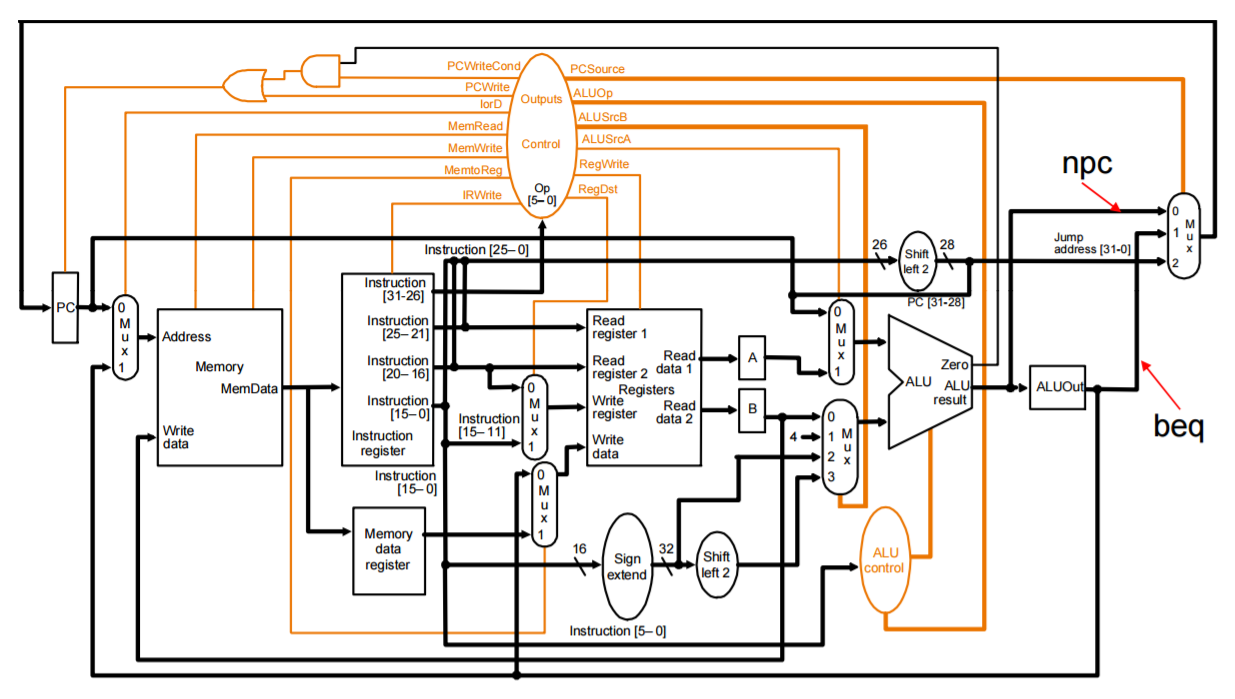 PCWriteCond
PCSource
PCWrite
Outputs
ALUOp
IorD
ALUSrcB
MemRead
Control
ALUSrcA
MemWrite
RegWrite
MemtoReg
Op
[5–0]
RegDst
IRWrite
npc
0
1
2
M
u
x
Jump
address [31-0]
Instruction [25–0]
26
Shift
left 2
28
PC [31-28]
PC
0
M
u
x
1
Address
Memory
MemData
Write
data
Instruction
[31-26]
Instruction
[25–21]
Instruction
[20–16]
Instruction
[15–0]
Instruction
register
Instruction
[15–11]
0
M
u
x
1
Read
register 1
Read
register 2
Registers
Write
register
Write
data
Read
data 1
Read
data 2
A
B
0
M
u
x
1
4
0
1
2
3
M
u
x
Zero
ALU
ALU
result
ALUOut
beq
Instruction
[15–0]
0
M
u
x
1
Memory
data
register
16
Sign
extend
32
Shift
left 2
ALU
control
Instruction [5–0]